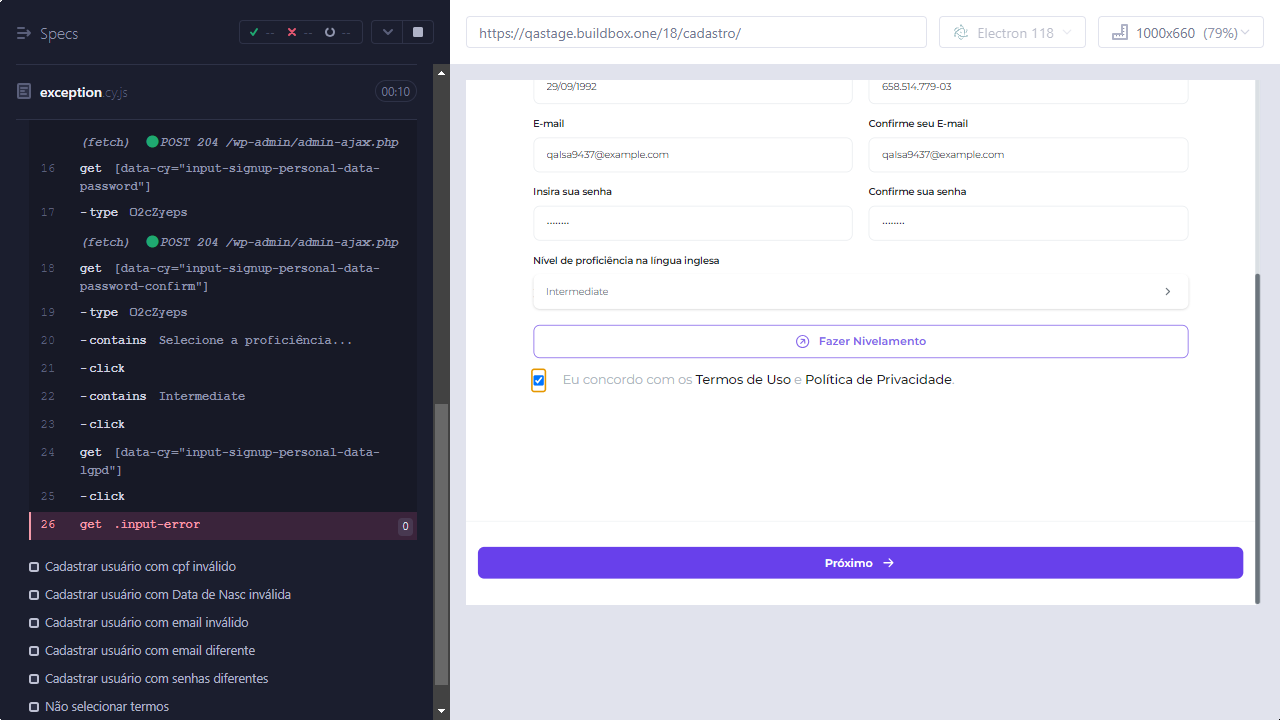 Specs
-- -- --
exception.cy.js
00:10
(fetch) POST 204 /wp-admin/admin-ajax.php
16 get [data-cy="input-signup-personal-data-
password"]
17 -type O2cZyeps
(fetch) POST 204 /wp-admin/admin-ajax.php
18 get [data-cy="input-signup-personal-data-
password-confirm"]
19 -type O2cZyeps
20 -contains Selecione a proficiência...
21 -click
22 -contains Intermediate
23 -click
24 get [data-cy="input-signup-personal-data-
lgpd"]
25 -click
26 get .input-error 0
Cadastrar usuário com cpf inválido
Cadastrar usuário com Data de Nasc inválida
Cadastrar usuário com email inválido
Cadastrar usuário com email diferente
Cadastrar usuário com senhas diferentes
Não selecionar termos
https://qastage.buildbox.one/18/cadastro/
Electron 118
1000x660 (79%)
29/09/1992
658.514.779-03
E-mail
Confirme seu E-mail
qalsa9437@example.com
qalsa9437@example.com
Insira sua senha
Confirme sua senha
········
········
Nível de proficiência na língua inglesa
Intermediate
Fazer Nivelamento
Eu concordo com os Termos de Uso e Política de Privacidade.
Próximo